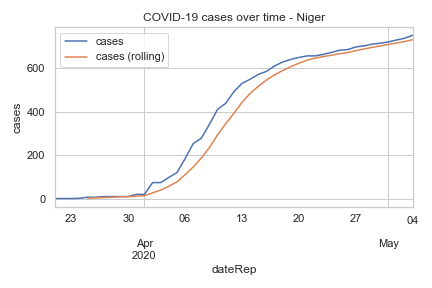 COVID-19 cases over time - Niger
cases
cases (rolling)
600
400
200
0
cases
23 30 06 13 20 27 04
Apr May
2020
dateRep